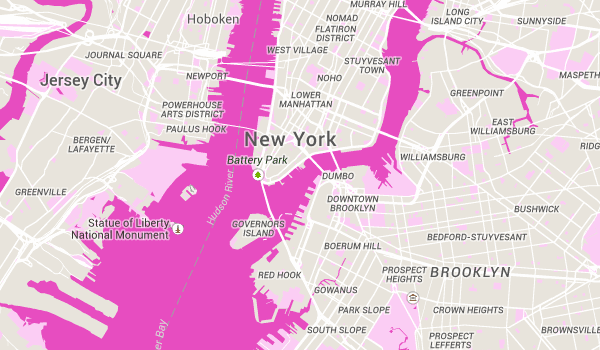 MURRAY HILL
LONG
ISLAND CITY
SUNNYSIDE
Hoboken
NOMAD
FLATIRON
DISTRICT
JOURNAL SQUARE
WEST VILLAGE
STUYVESANT
TOWN
Jersey City
NEWPORT
NOHO
MASPETH
LOWER
MANHATTAN
GREENPOINT
POWERHOUSE
ARTS DISTRICT
PAULUS HOOK
EAST
WILLIAMSBURG
New York
BERGEN/
LAFAYETTE
RIDG
Battery Park
WILLIAMSBURG
DUMBO
GREENVILLE
Hudson River
DOWNTOWN
BROOKLYN
BUSHWICK
Statue of Liberty
National Monument
GOVERNORS
ISLAND
BEDFORD-STUYVESANT
BOERUM HILL
RED HOOK
PROSPECT
HEIGHTS
BROOKLYN
GOWANUS
PARK SLOPE
CROWN HEIGHTS
er Bay
SOUTH SLOPE
BROWNSVILLE
PROSPECT
LEFFERTS